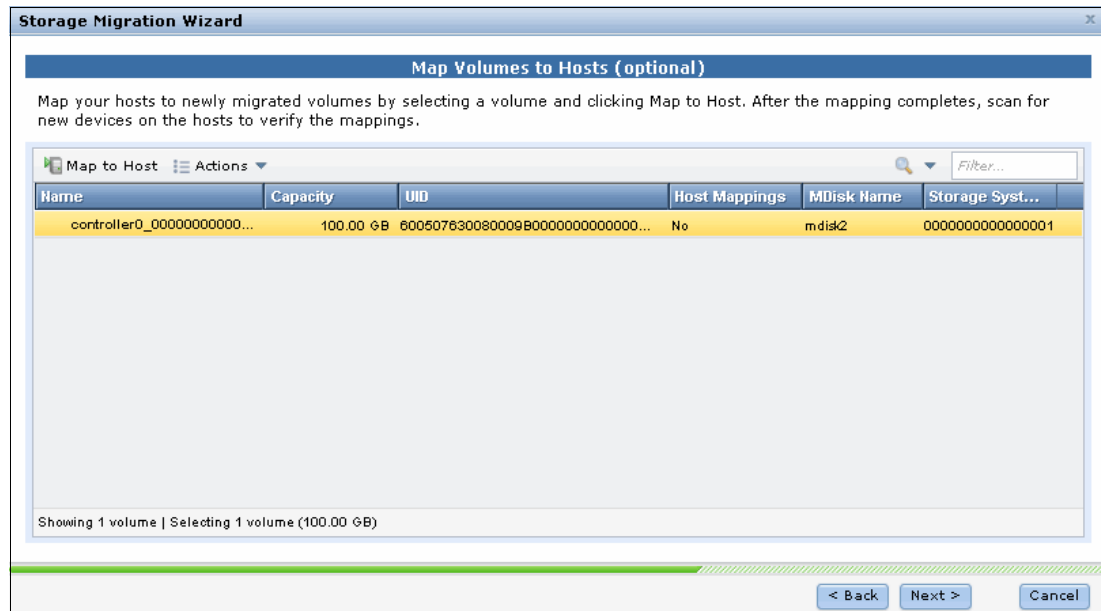 Storage Migration Wizard
x
Map Volumes to Hosts (optional)
Map your hosts to newly migrated volumes by selecting a volume and clicking Map to Host. After the mapping completes, scan for
new devices on the hosts to verify the mappings.
Map to Host Actions Filter...
Name Capacity UID Host Mappings MDisk Name Storage Syst...
controller0_00000000000... 100.00 GB 600507630080009B0000000000000... No mdisk2 0000000000000001
Showing 1 volume | Selecting 1 volume (100.00 GB)
< Back Next > Cancel